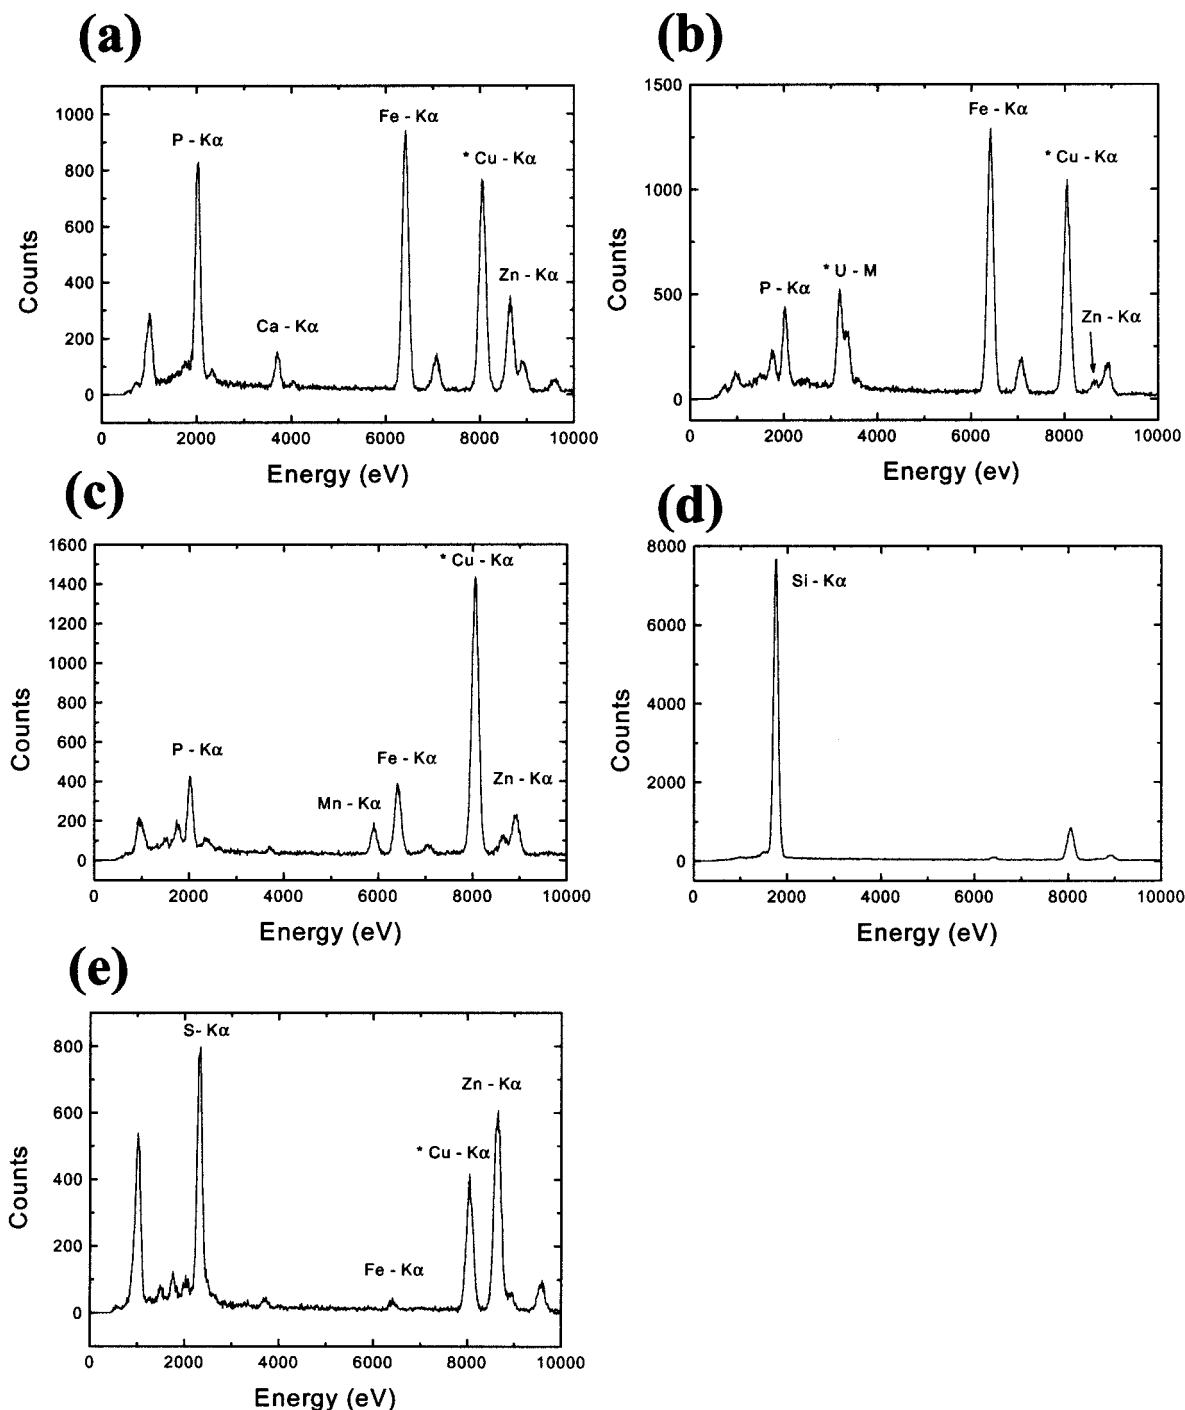 (a)
1000
800
600
400
200
0
P - Kα
Ca - Kα
Fe - Kα
* Cu - Kα
Zn - Kα
0 2000 4000 6000 8000 10000
Energy (eV)
Counts
(b)
1500
1000
500
0
Fe - Kα
* Cu - Kα
* U - M
P - Kα
Zn - Kα
0 2000 4000 6000 8000 10000
Energy (ev)
Counts
(c)
1600
1400
1200
1000
800
600
400
200
0
* Cu - Kα
P - Kα
Fe - Kα
Mn - Kα
Zn - Kα
0 2000 4000 6000 8000 10000
Energy (eV)
Counts
(d)
8000
6000
4000
2000
0
Si - Kα
0 2000 4000 6000 8000 10000
Energy (eV)
Counts
(e)
800
600
400
200
0
S- Kα
Zn - Kα
* Cu - Kα
Fe - Kα
0 2000 4000 6000 8000 10000
Energy (eV)
Counts